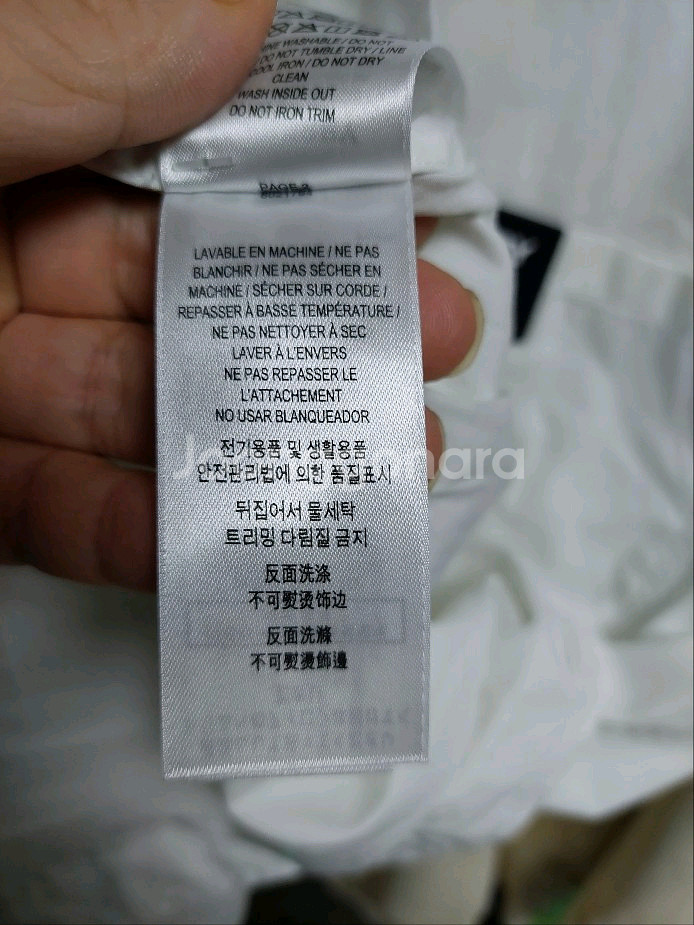 WASHABLE / DO NOT
DO NOT TUMBLE DRY / LINE
IRON / DO NOT DRY
CLEAN
WASH INSIDE OUT
DO NOT IRON TRIM
LAVABLE EN MACHINE / NE PAS
BLANCHIR / NE PAS SÉCHER EN
MACHINE / SÉCHER SUR CORDE /
REPASSER À BASSE TEMPÉRATURE /
NE PAS NETTOYER À SEC
LAVER À L'ENVERS
NE PAS REPASSER LE
L'ATTACHEMENT
NO USAR BLANQUEADOR
전기용품 및 생활용품
안전관리법에 의한 품질표시
뒤집어서 물세탁
트리밍 다림질 금지
反面洗涤
不可熨烫饰边
反面洗滌
不可熨燙飾邊